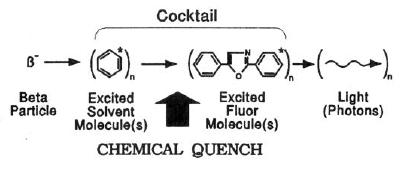 Cocktail
β⁻ → ( * )n → ( N O * )n → ( )n
Beta Particle
Excited Solvent Molecule(s)
Excited Fluor Molecule(s)
Light (Photons)
CHEMICAL QUENCH